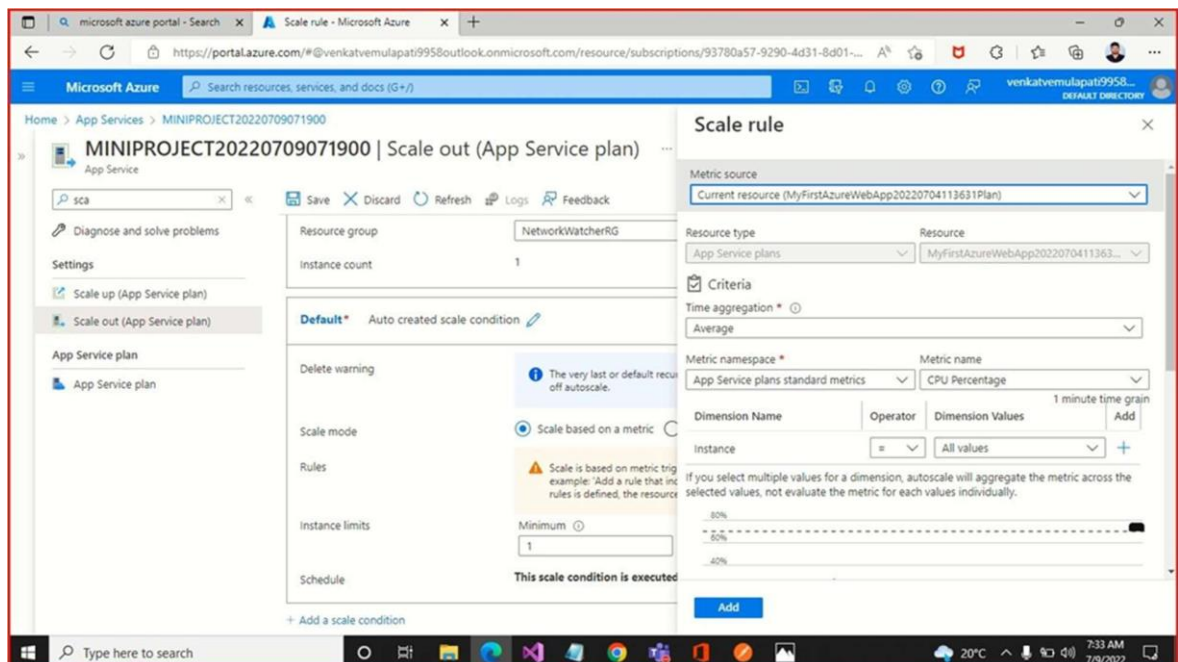 microsoft azure portal - Search
Scale rule - Microsoft Azure
https://portal.azure.com/#@venkatvemulapati9958outlook.onmicrosoft.com/resource/subscriptions/93780a57-9290-4d31-8d01-...
Microsoft Azure
Search resources, services, and docs (G+/)
venkatvemulapati9958...
DEFAULT DIRECTORY
Home > App Services > MINIPROJECT20220709071900
MINIPROJECT20220709071900 | Scale out (App Service plan) ...
App Service
sca
Diagnose and solve problems
Settings
Scale up (App Service plan)
Scale out (App Service plan)
App Service plan
App Service plan
Save Discard Refresh Logs Feedback
Resource group NetworkWatcherRG
Instance count 1
Default* Auto created scale condition
Delete warning
The very last or default recu
off autoscale.
Scale mode Scale based on a metric
Rules
Scale is based on metric trig
example: 'Add a rule that inc
rules is defined, the resource
Instance limits
Minimum
1
Schedule This scale condition is executed
+ Add a scale condition
Scale rule
Metric source
Current resource (MyFirstAzureWebApp20220704113631Plan)
Resource type Resource
App Service plans MyFirstAzureWebApp2022070411363...
Criteria
Time aggregation *
Average
Metric namespace * Metric name
App Service plans standard metrics CPU Percentage
1 minute time grain
Dimension Name Operator Dimension Values Add
Instance = All values +
If you select multiple values for a dimension, autoscale will aggregate the metric across the
selected values, not evaluate the metric for each values individually.
80%
60%
40%
Add
Type here to search
20°C
7:33 AM
7/9/2022